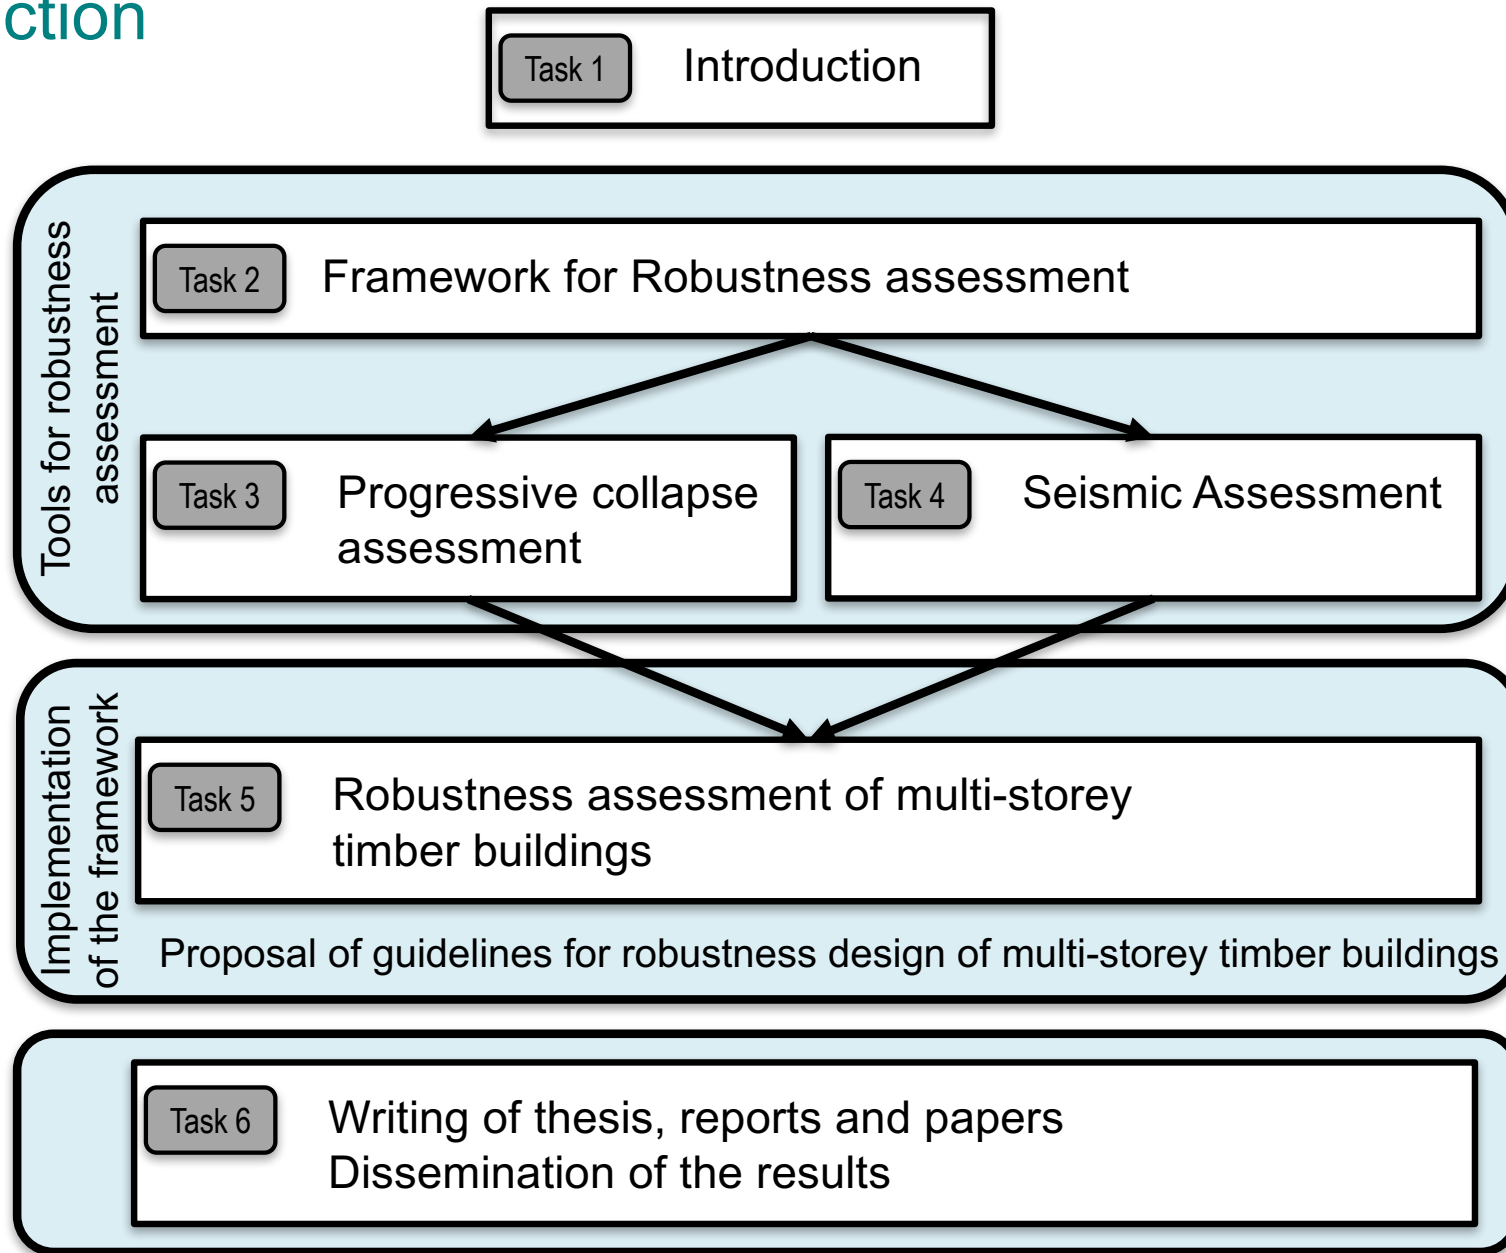 ction
Task 1 Introduction
Tools for robustness
assessment
Task 2 Framework for Robustness assessment
Task 3 Progressive collapse
assessment
Task 4 Seismic Assessment
Implementation
of the framework
Task 5 Robustness assessment of multi-storey
timber buildings
Proposal of guidelines for robustness design of multi-storey timber buildings
Task 6 Writing of thesis, reports and papers
Dissemination of the results